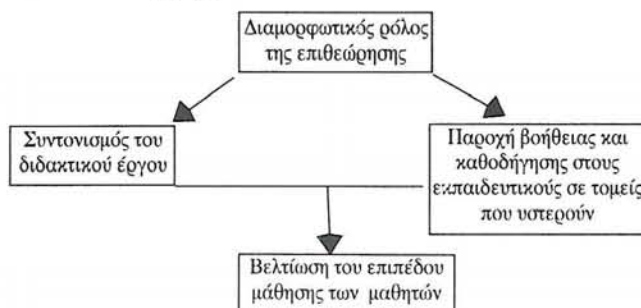 Διαμορφωτικός ρόλος
της επιθεώρησης
Συντονισμός του
διδακτικού έργου
Παροχή βοήθειας και
καθοδήγησης στους
εκπαιδευτικούς σε τομείς
που υστερούν
Βελτίωση του επιπέδου
μάθησης των μαθητών